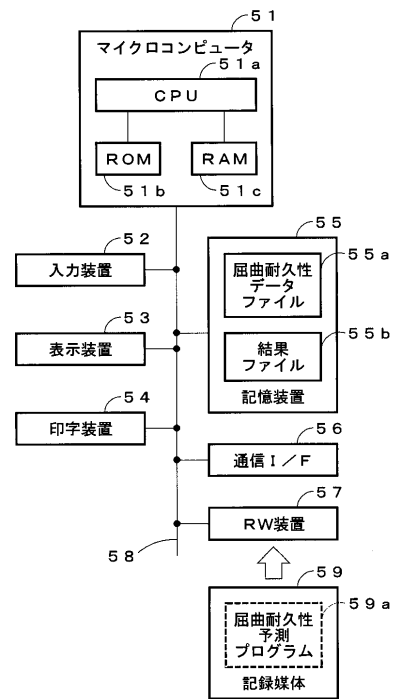 51
マイクロコンピュータ
51a
CPU
ROM
RAM
51b
51c
52
入力装置
53
表示装置
54
印字装置
55
屈曲耐久性
データ
ファイル
55a
結果
ファイル
55b
記憶装置
56
通信I/F
57
RW装置
58
59
屈曲耐久性
予測
プログラム
59a
記録媒体